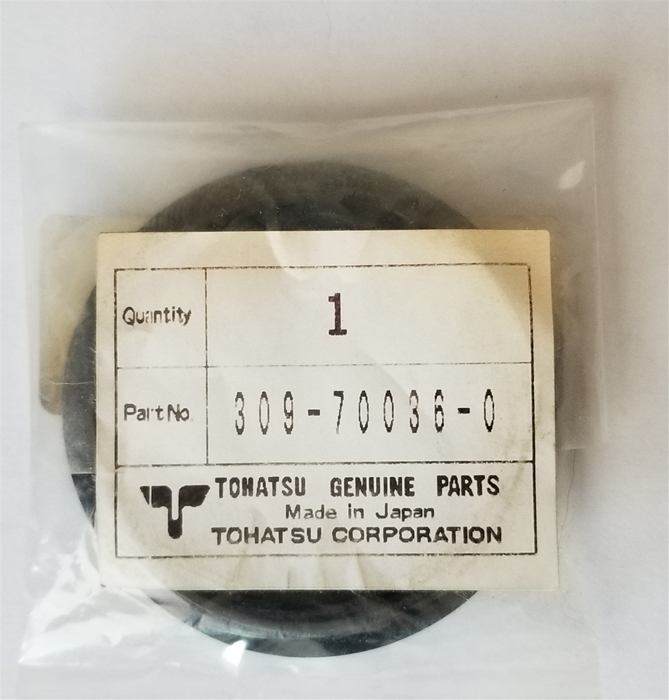 Quantity 1
Part No. 309-70036-0
TOHATSU GENUINE PARTS
Made in Japan
TOHATSU CORPORATION